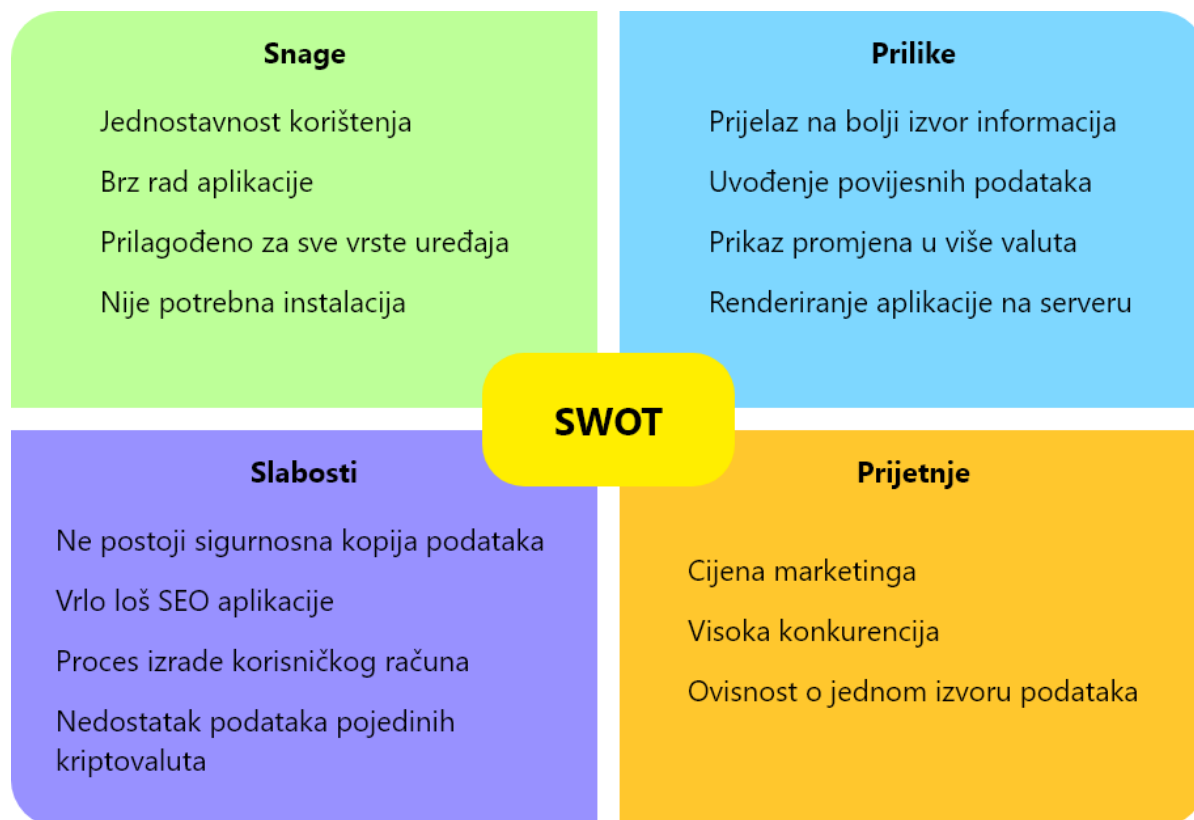 Snage
Jednostavnost korištenja
Brz rad aplikacije
Prilagođeno za sve vrste uređaja
Nije potrebna instalacija
Prilike
Prijelaz na bolji izvor informacija
Uvođenje povijesnih podataka
Prikaz promjena u više valuta
Renderiranje aplikacije na serveru
SWOT
Slabosti
Ne postoji sigurnosna kopija podataka
Vrlo loš SEO aplikacije
Proces izrade korisničkog računa
Nedostatak podataka pojedinih
kriptovaluta
Prijetnje
Cijena marketinga
Visoka konkurencija
Ovisnost o jednom izvoru podataka